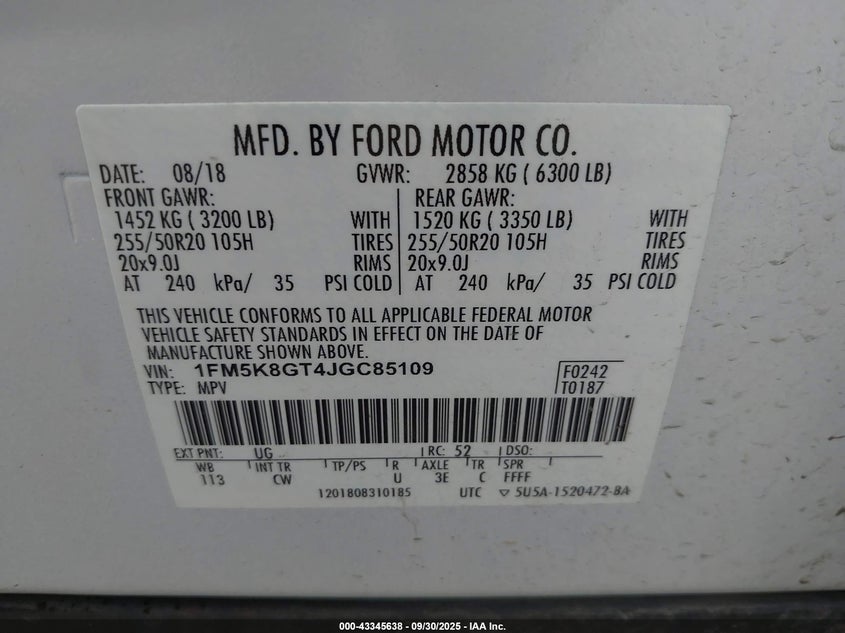 MFD. BY FORD MOTOR CO.
DATE: 08/18 GVWR: 2858 KG ( 6300 LB)
FRONT GAWR: REAR GAWR:
1452 KG ( 3200 LB) WITH 1520 KG ( 3350 LB) WITH
255/50R20 105H TIRES 255/50R20 105H TIRES
20x9.0J RIMS 20x9.0J RIMS
AT 240 kPa/ 35 PSI COLD AT 240 kPa/ 35 PSI COLD
THIS VEHICLE CONFORMS TO ALL APPLICABLE FEDERAL MOTOR
VEHICLE SAFETY STANDARDS IN EFFECT ON THE DATE OF
MANUFACTURE SHOWN ABOVE.
VIN: 1FM5K8GT4JGC85109 F0242
TYPE: MPV T0187
EXT PNT: UG RC: 52 DSO:
WB INT TR TP/PS R AXLE TR SPR
113 CW U 3E C FFFF
1201808310185 UTC ▽ 5U5A-1520472-BA
000-43345638 - 09/30/2025 - IAA Inc.